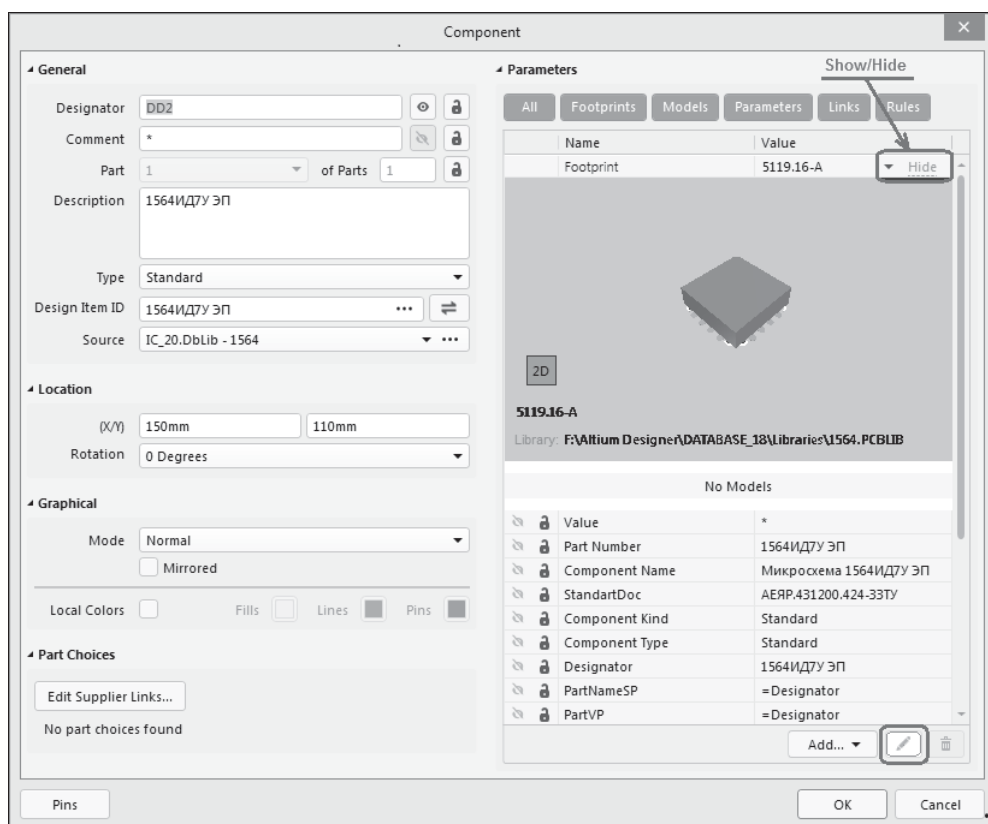 Component
General
Designator DD2
Comment *
Part 1 of Parts 1
Description 1564ИД7У ЭП
Type Standard
Design Item ID 1564ИД7У ЭП
Source IC_20.DbLib - 1564
Location
(X/Y) 150mm 110mm
Rotation 0 Degrees
Graphical
Mode Normal
Mirrored
Local Colors Fills Lines Pins
Part Choices
Edit Supplier Links...
No part choices found
Pins
Show/Hide
Parameters
All Footprints Models Parameters Links Rules
Name Value
Footprint 5119.16-A Hide
2D
5119.16-A
Library: F:\Altium Designer\DATABASE_18\Libraries\1564.PCBLIB
No Models
Value *
Part Number 1564ИД7У ЭП
Component Name Микросхема 1564ИД7У ЭП
StandartDoc АЕЯР.431200.424-33ТУ
Component Kind Standard
Component Type Standard
Designator 1564ИД7У ЭП
PartNameSP =Designator
PartVP =Designator
Add...
OK Cancel